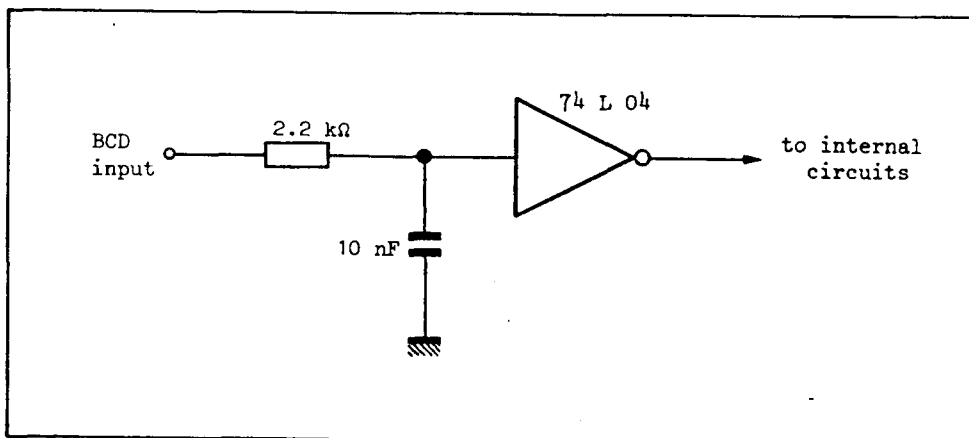 74 L 04
2.2 kΩ
BCD
input
to internal
circuits
10 nF